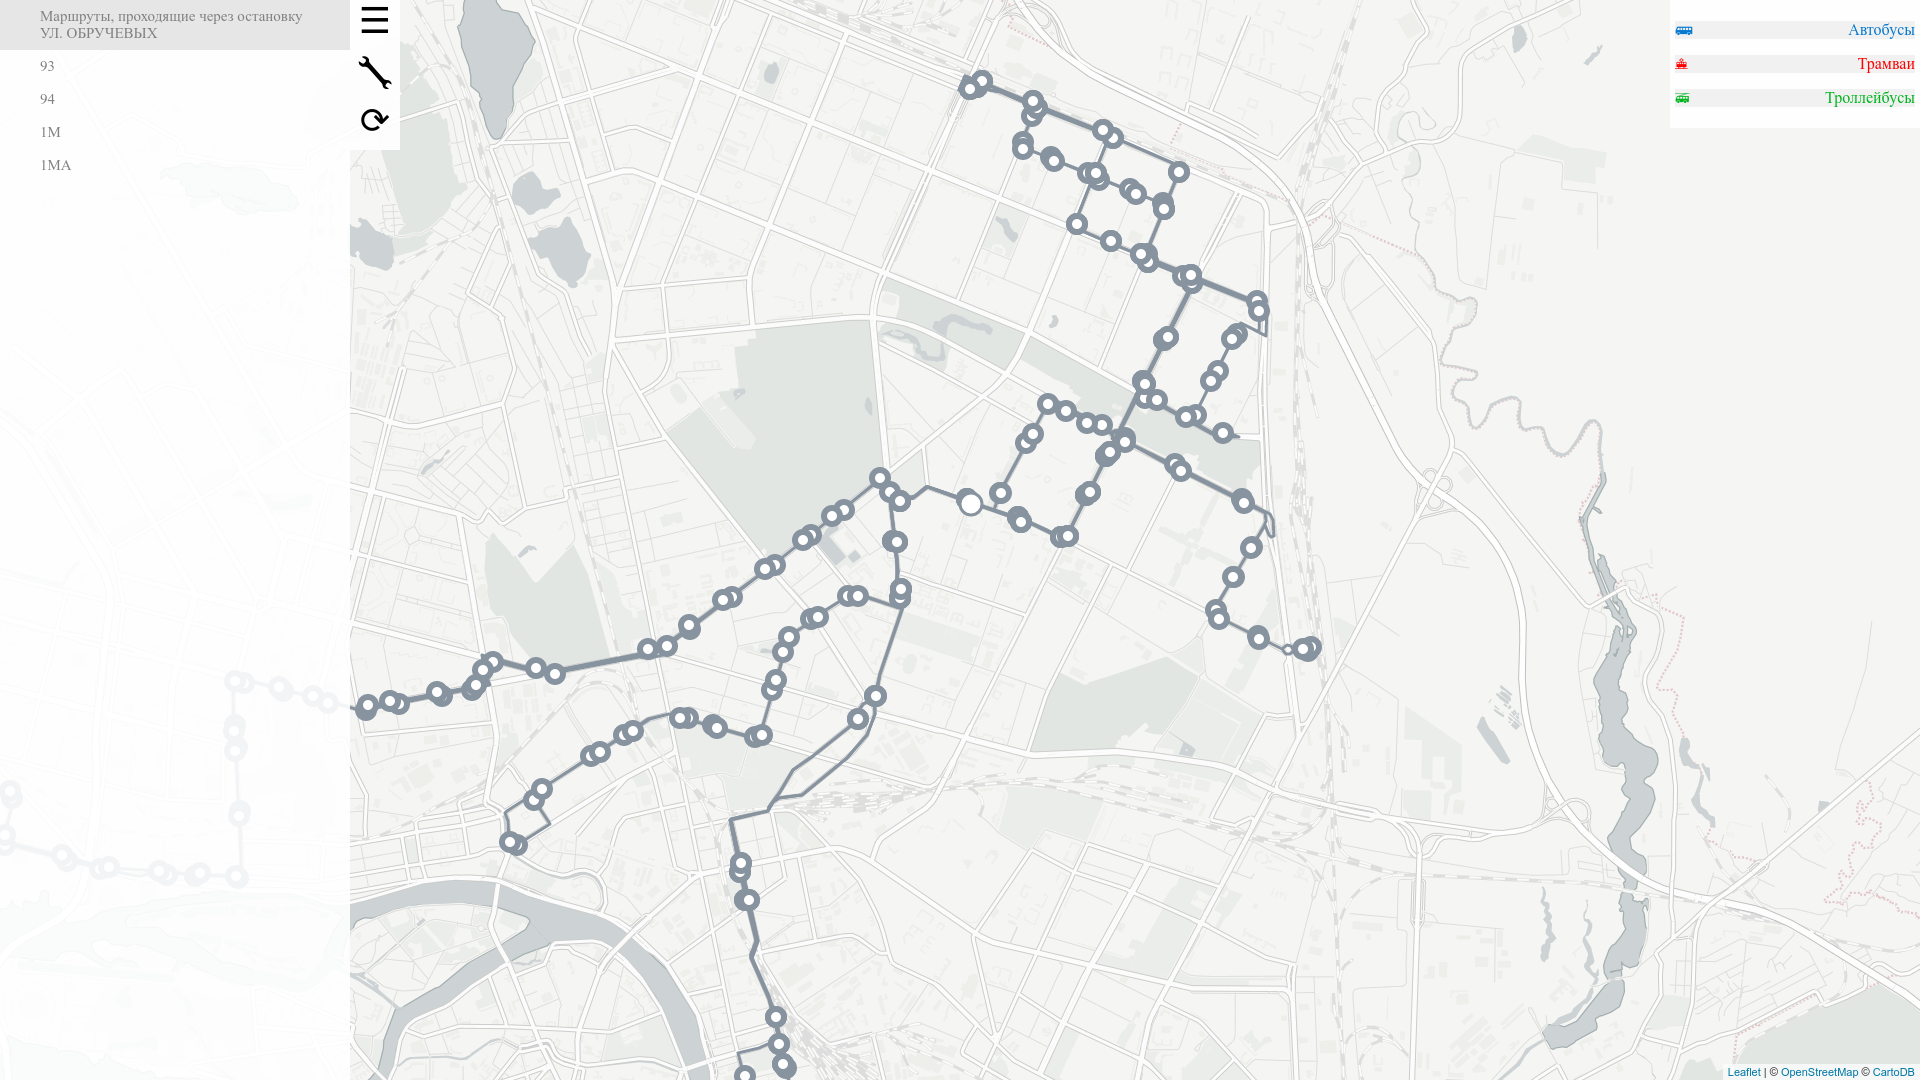 Маршруты, проходящие через остановку
УЛ. ОБРУЧЕВЫХ
93
94
1М
1МА
Автобусы
Трамваи
Троллейбусы
Leaflet | © OpenStreetMap © CartoDB